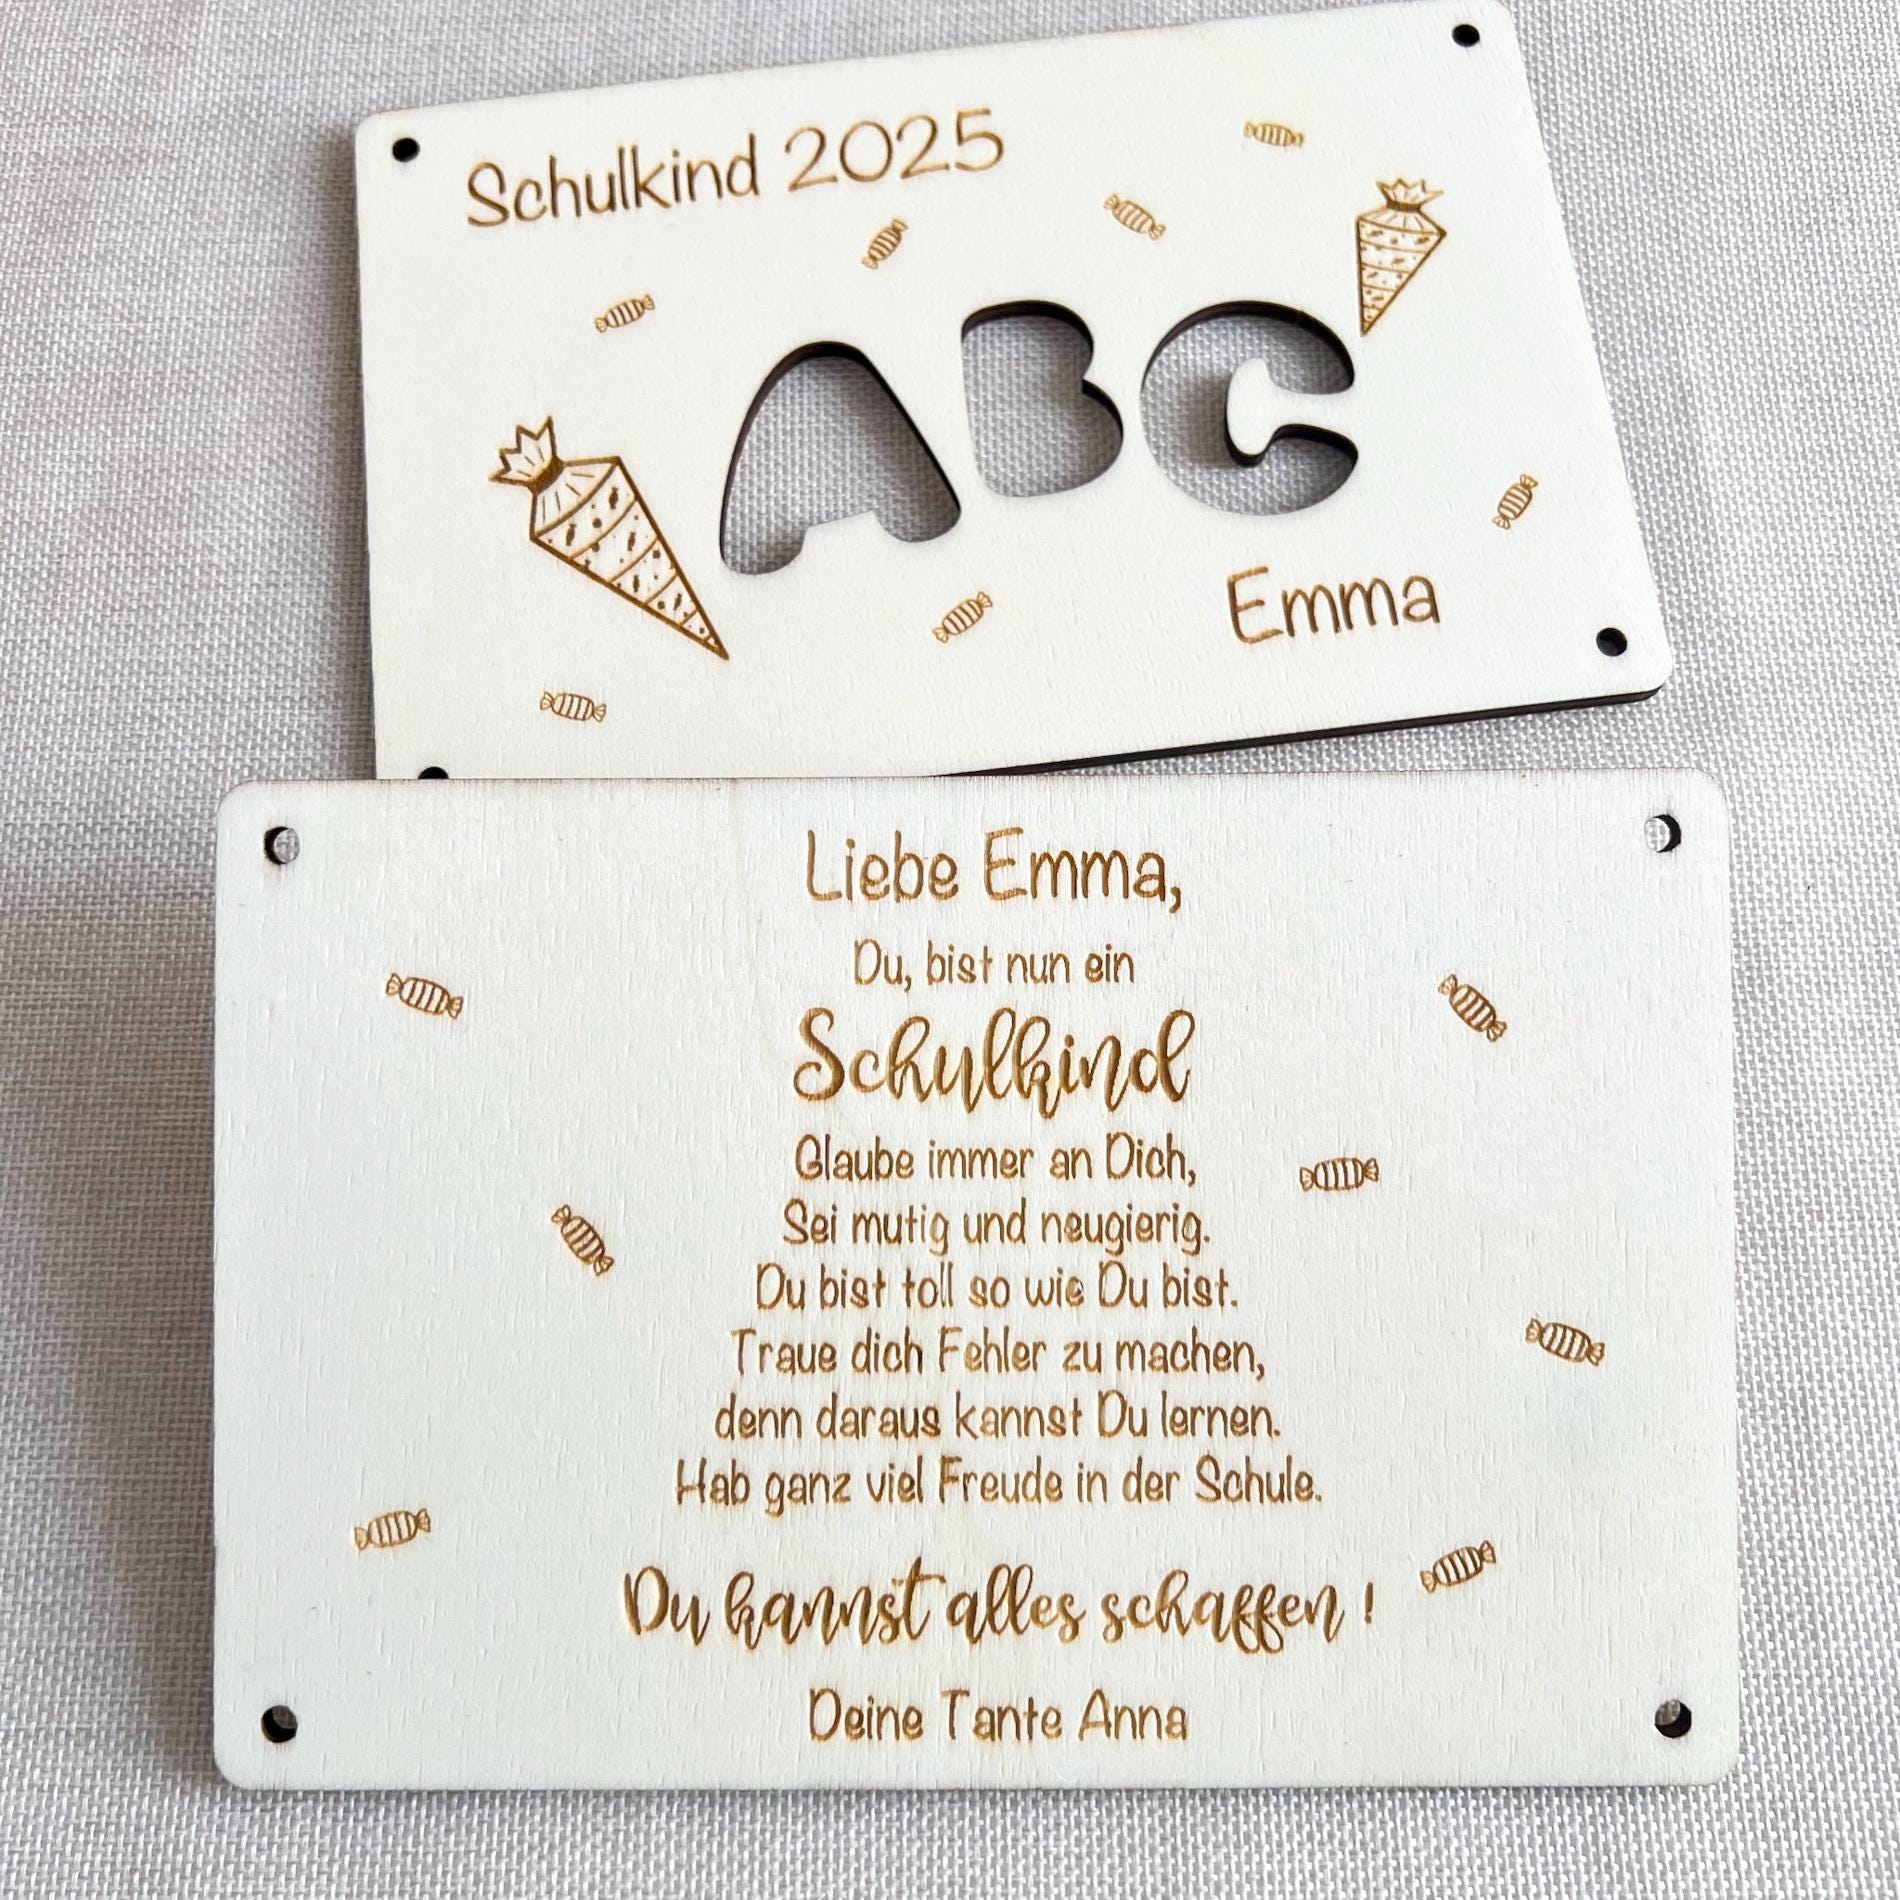 Schulkind 2025
ABC
Emma
Liebe Emma,
Du, bist nun ein
Schulkind
Glaube immer an Dich,
Sei mutig und neugierig.
Du bist toll so wie Du bist.
Traue dich Fehler zu machen,
denn daraus kannst Du lernen.
Hab ganz viel Freude in der Schule.
Du kannst alles schaffen !
Deine Tante Anna